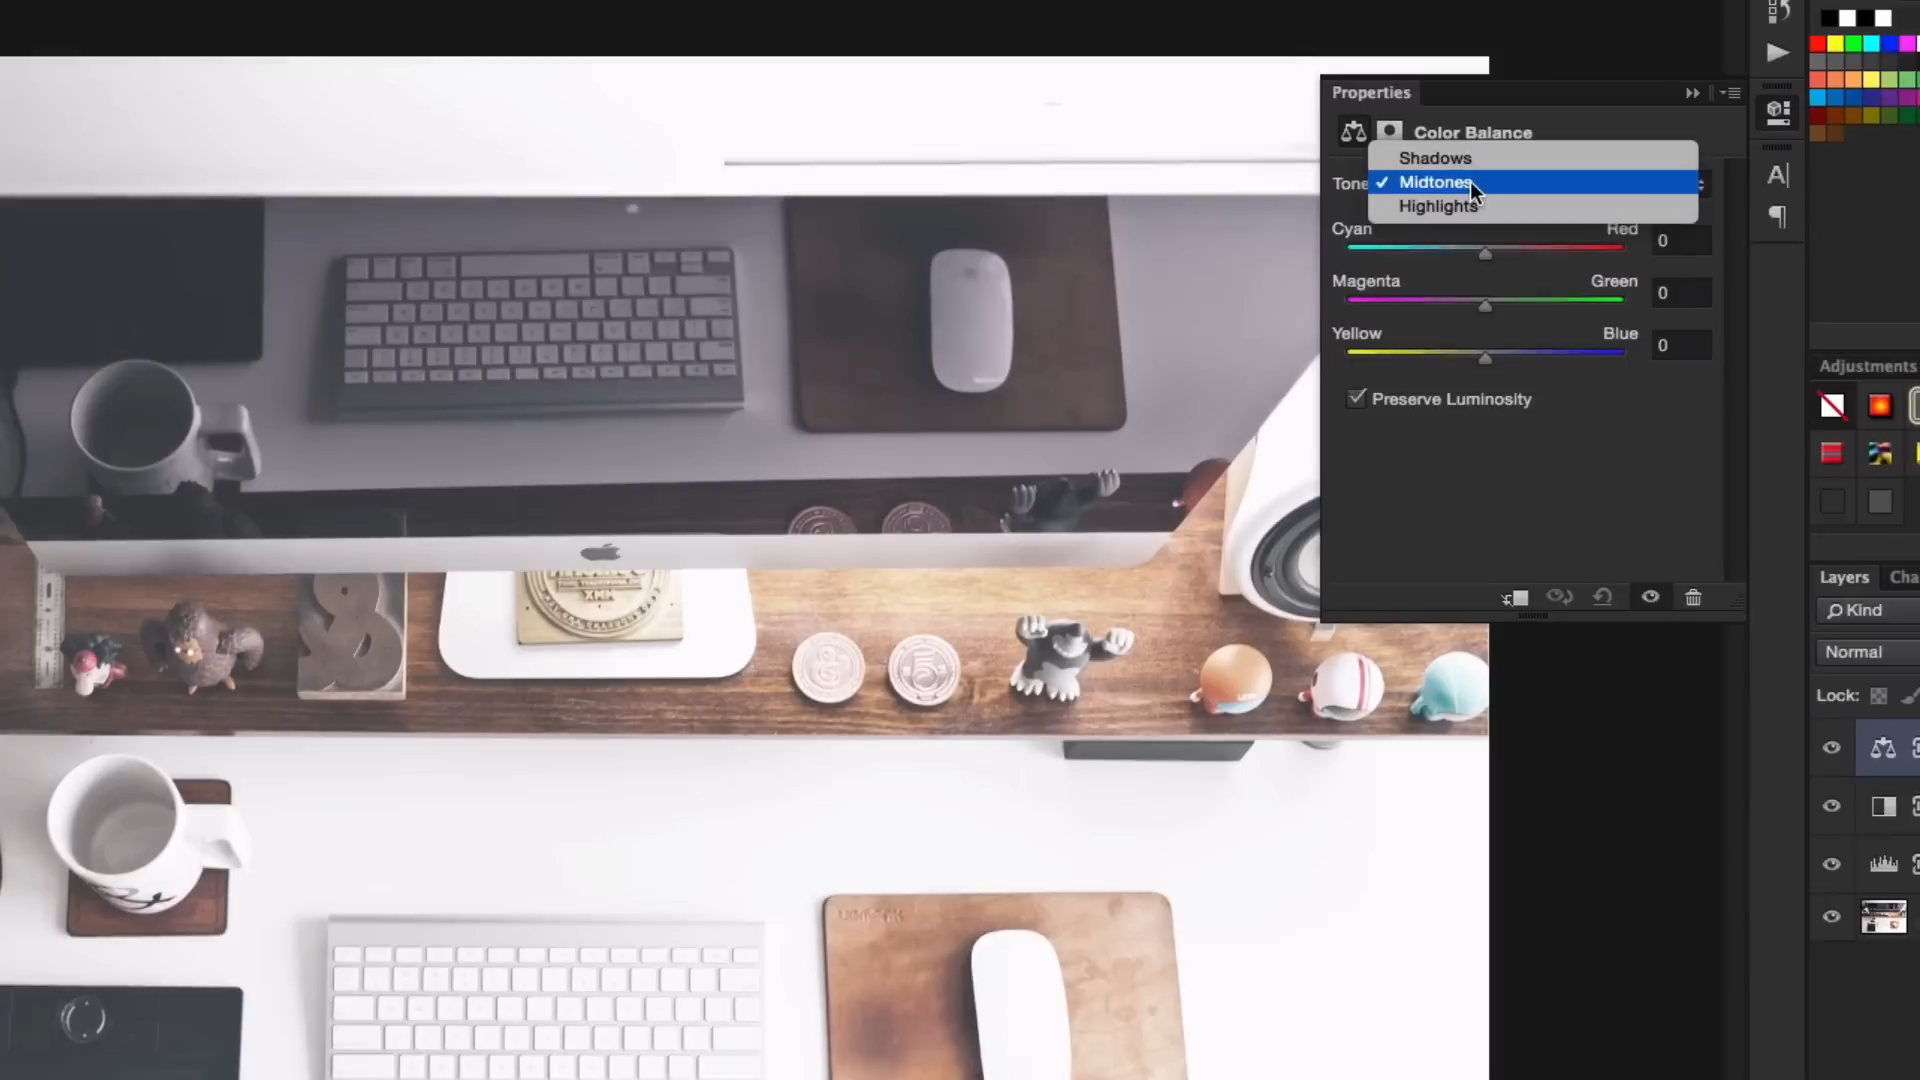 Properties
Color Balance
Shadows
Tone
Midtones
Highlights
Cyan
Red
0
Magenta
Green
0
Yellow
Blue
0
Preserve Luminosity
A
Adjustments
Layers
Cha
Kind
Normal
Lock:
&
XMM